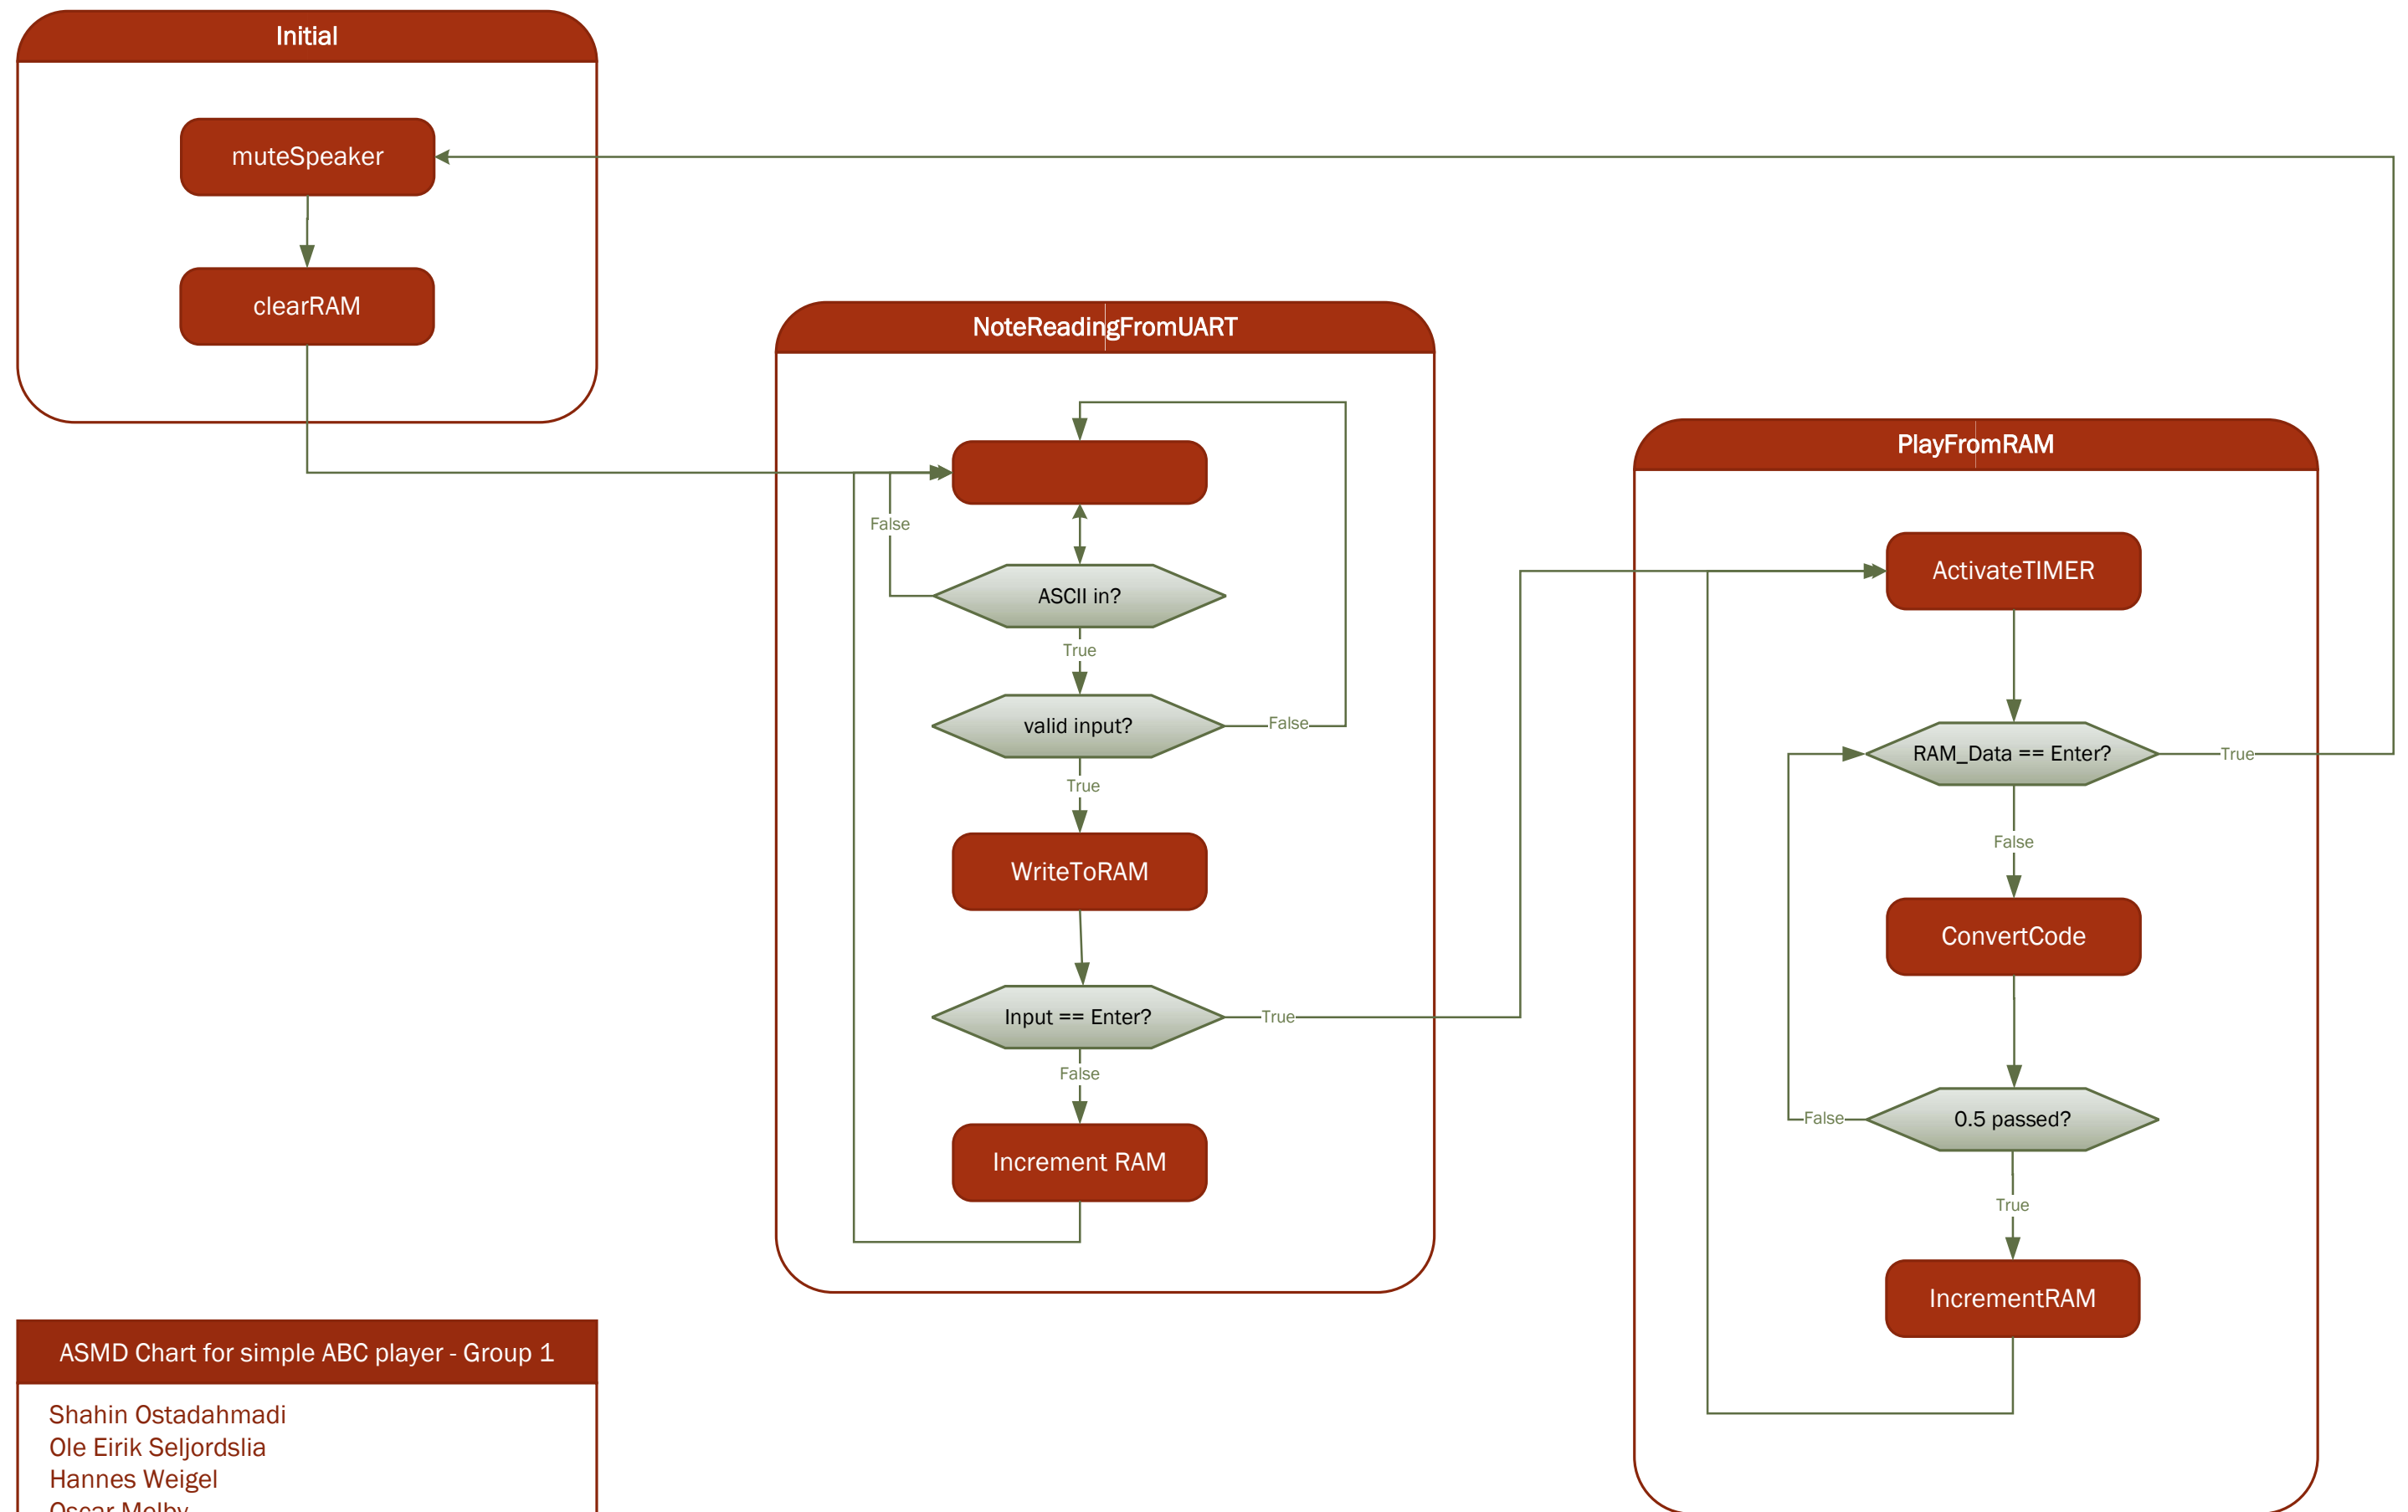 Initial
muteSpeaker
clearRAM
NoteReadingFromUART
False
ASCII in?
True
valid input?
False
True
WriteToRAM
Input == Enter?
True
False
Increment RAM
PlayFromRAM
ActivateTIMER
RAM_Data == Enter?
True
False
ConvertCode
0.5 passed?
False
True
IncrementRAM
ASMD Chart for simple ABC player - Group 1
Shahin Ostadahmadi
Ole Eirik Seljordslia
Hannes Weigel
Oscar Melby